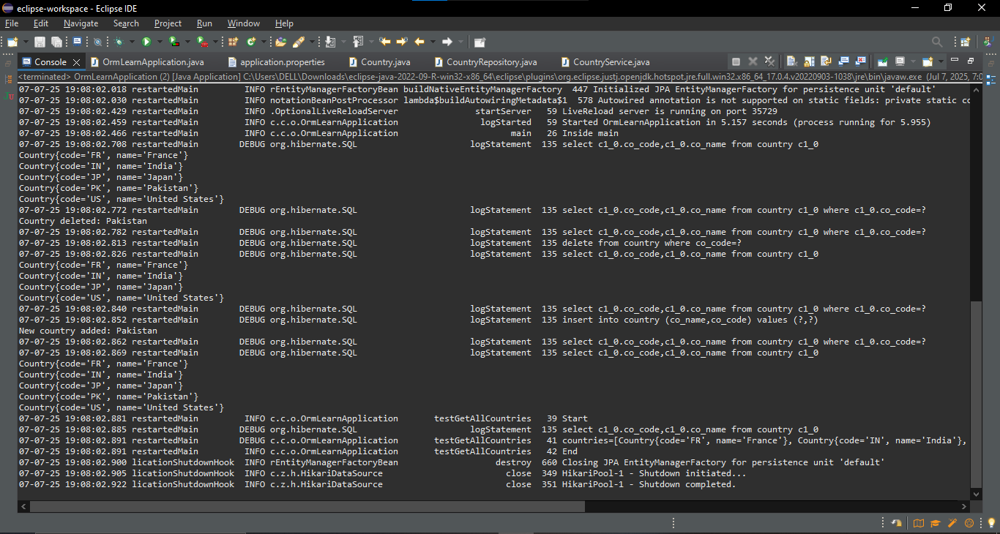 eclipse-workspace - Eclipse IDE
File Edit Navigate Search Project Run Window Help
Console OrmLearnApplication.java application.properties Country.java CountryRepository.java CountryService.java
<terminated> OrmLearnApplication (2) [Java Application] C:\Users\DELL\Downloads\eclipse-java-2022-09-R-win32-x86_64\eclipse\plugins\org.eclipse.justj.openjdk.hotspot.jre.full.win32.x86_64_17.0.4.v20220903-1038\jre\bin\javaw.exe (Jul 7, 2025, 7:0
07-07-25 19:08:02.018 restartedMain INFO rEntityManagerFactoryBean buildNativeEntityManagerFactory 447 Initialized JPA EntityManagerFactory for persistence unit 'default'
07-07-25 19:08:02.030 restartedMain INFO notationBeanPostProcessor lambda$buildAutowiringMetadata$1 578 Autowired annotation is not supported on static fields: private static co
07-07-25 19:08:02.429 restartedMain INFO .OptionalLiveReloadServer startServer 59 LiveReload server is running on port 35729
07-07-25 19:08:02.459 restartedMain INFO c.c.o.OrmLearnApplication logStarted 59 Started OrmLearnApplication in 5.157 seconds (process running for 5.955)
07-07-25 19:08:02.466 restartedMain INFO c.c.o.OrmLearnApplication main 26 Inside main
07-07-25 19:08:02.708 restartedMain DEBUG org.hibernate.SQL logStatement 135 select c1_0.co_code,c1_0.co_name from country c1_0
Country{code='FR', name='France'}
Country{code='IN', name='India'}
Country{code='JP', name='Japan'}
Country{code='PK', name='Pakistan'}
Country{code='US', name='United States'}
07-07-25 19:08:02.772 restartedMain DEBUG org.hibernate.SQL logStatement 135 select c1_0.co_code,c1_0.co_name from country c1_0 where c1_0.co_code=?
Country deleted: Pakistan
07-07-25 19:08:02.782 restartedMain DEBUG org.hibernate.SQL logStatement 135 select c1_0.co_code,c1_0.co_name from country c1_0 where c1_0.co_code=?
07-07-25 19:08:02.813 restartedMain DEBUG org.hibernate.SQL logStatement 135 delete from country where co_code=?
07-07-25 19:08:02.826 restartedMain DEBUG org.hibernate.SQL logStatement 135 select c1_0.co_code,c1_0.co_name from country c1_0
Country{code='FR', name='France'}
Country{code='IN', name='India'}
Country{code='JP', name='Japan'}
Country{code='US', name='United States'}
07-07-25 19:08:02.840 restartedMain DEBUG org.hibernate.SQL logStatement 135 select c1_0.co_code,c1_0.co_name from country c1_0 where c1_0.co_code=?
07-07-25 19:08:02.852 restartedMain DEBUG org.hibernate.SQL logStatement 135 insert into country (co_name,co_code) values (?,?)
New country added: Pakistan
07-07-25 19:08:02.862 restartedMain DEBUG org.hibernate.SQL logStatement 135 select c1_0.co_code,c1_0.co_name from country c1_0 where c1_0.co_code=?
07-07-25 19:08:02.869 restartedMain DEBUG org.hibernate.SQL logStatement 135 select c1_0.co_code,c1_0.co_name from country c1_0
Country{code='FR', name='France'}
Country{code='IN', name='India'}
Country{code='JP', name='Japan'}
Country{code='PK', name='Pakistan'}
Country{code='US', name='United States'}
07-07-25 19:08:02.881 restartedMain INFO c.c.o.OrmLearnApplication testGetAllCountries 39 Start
07-07-25 19:08:02.885 restartedMain DEBUG org.hibernate.SQL logStatement 135 select c1_0.co_code,c1_0.co_name from country c1_0
07-07-25 19:08:02.891 restartedMain DEBUG c.c.o.OrmLearnApplication testGetAllCountries 41 countries=[Country{code='FR', name='France'}, Country{code='IN', name='India'},
07-07-25 19:08:02.891 restartedMain INFO c.c.o.OrmLearnApplication testGetAllCountries 42 End
07-07-25 19:08:02.900 licationShutdownHook INFO rEntityManagerFactoryBean destroy 660 Closing JPA EntityManagerFactory for persistence unit 'default'
07-07-25 19:08:02.905 licationShutdownHook INFO c.z.h.HikariDataSource close 349 HikariPool-1 - Shutdown initiated...
07-07-25 19:08:02.922 licationShutdownHook INFO c.z.h.HikariDataSource close 351 HikariPool-1 - Shutdown completed.